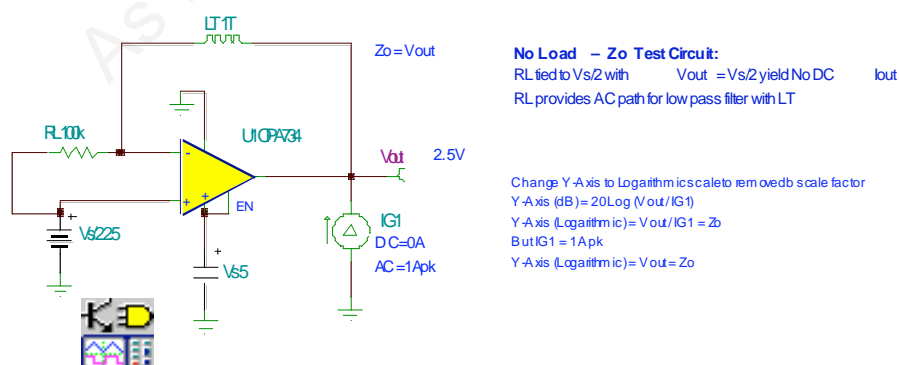 As
LT 1T
Zo = Vout
No Load – Zo Test Circuit:
RL tied to Vs/2 with Vout = Vs/2 yield No DC Iout
RL provides AC path for low pass filter with LT
RL 100k
U1 OPA734
-
+
+
EN
Vout
2.5V
+
Vs/2 2.5
+
Vs 5
IG1
DC=0A
AC=1Apk
Change Y-Axis to Logarithmic scale to remove db scale factor
Y-Axis (dB) = 20Log (Vout/IG1)
Y-Axis (Logarithmic) = Vout/IG1 = Zo
But IG1 = 1Apk
Y-Axis (Logarithmic) = Vout = Zo